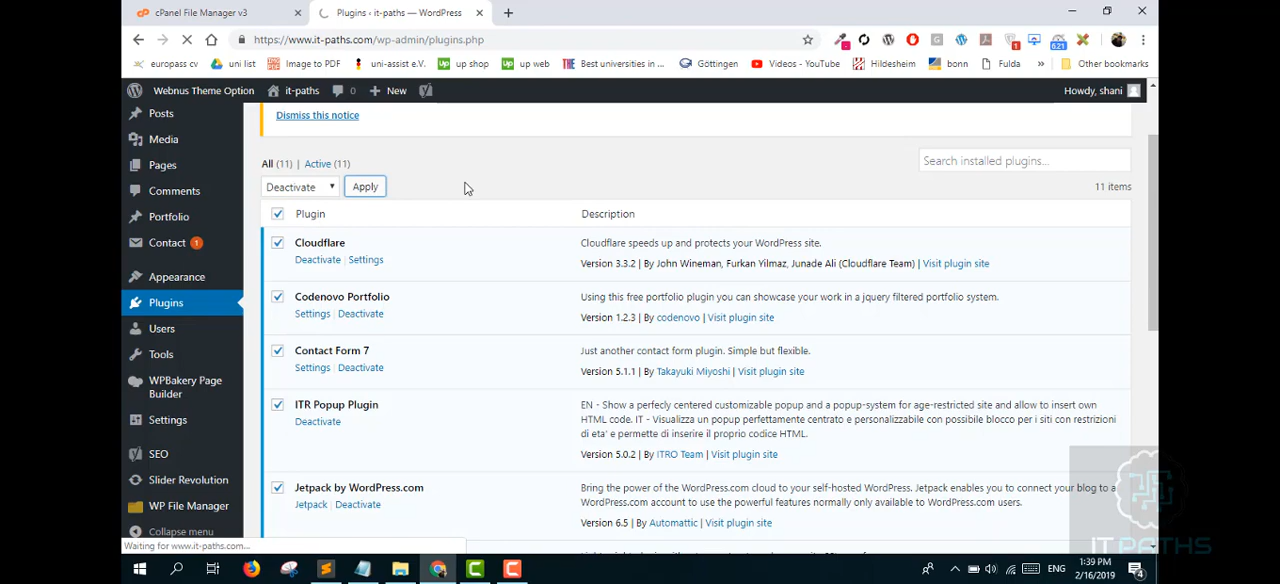 cPanel File Manager v3
Plugins ‹ it-paths — WordPress
https://www.it-paths.com/wp-admin/plugins.php
europass cv
uni list
Image to PDF
uni-assist e.V.
up shop
up web
Best universities in ...
Göttingen
Videos - YouTube
Hildesheim
bonn
Fulda
»
Other bookmarks
Webnus Theme Option
it-paths
0
New
Howdy, shani
Posts
Media
Pages
Comments
Portfolio
Contact 1
Appearance
Plugins
Users
Tools
WPBakery Page
Builder
Settings
SEO
Slider Revolution
WP File Manager
Collapse menu
Dismiss this notice
All (11) | Active (11)
Search installed plugins...
Deactivate
Apply
11 items
Plugin
Description
Cloudflare
Cloudflare speeds up and protects your WordPress site.
Deactivate | Settings
Version 3.3.2 | By John Wineman, Furkan Yilmaz, Junade Ali (Cloudflare Team) | Visit plugin site
Codenovo Portfolio
Using this free portfolio plugin you can showcase your work in a jquery filtered portfolio system.
Settings | Deactivate
Version 1.2.3 | By codenovo | Visit plugin site
Contact Form 7
Just another contact form plugin. Simple but flexible.
Settings | Deactivate
Version 5.1.1 | By Takayuki Miyoshi | Visit plugin site
ITR Popup Plugin
EN - Show a perfecly centered customizable popup and a popup-system for age-restricted site and allow to insert own
HTML code. IT - Visualizza un popup perfettamente centrato e personalizzabile con possibile blocco per i siti con restrizioni
di eta' e permette di inserire il proprio codice HTML.
Deactivate
Version 5.0.2 | By ITRO Team | Visit plugin site
Jetpack by WordPress.com
Bring the power of the WordPress.com cloud to your self-hosted WordPress. Jetpack enables you to connect your blog to a
WordPress.com account to use the powerful features normally only available to WordPress.com users.
Jetpack | Deactivate
Version 6.5 | By Automattic | Visit plugin site
Waiting for www.it-paths.com...
IT PATHS
ENG
1:39 PM
2/16/2019
4